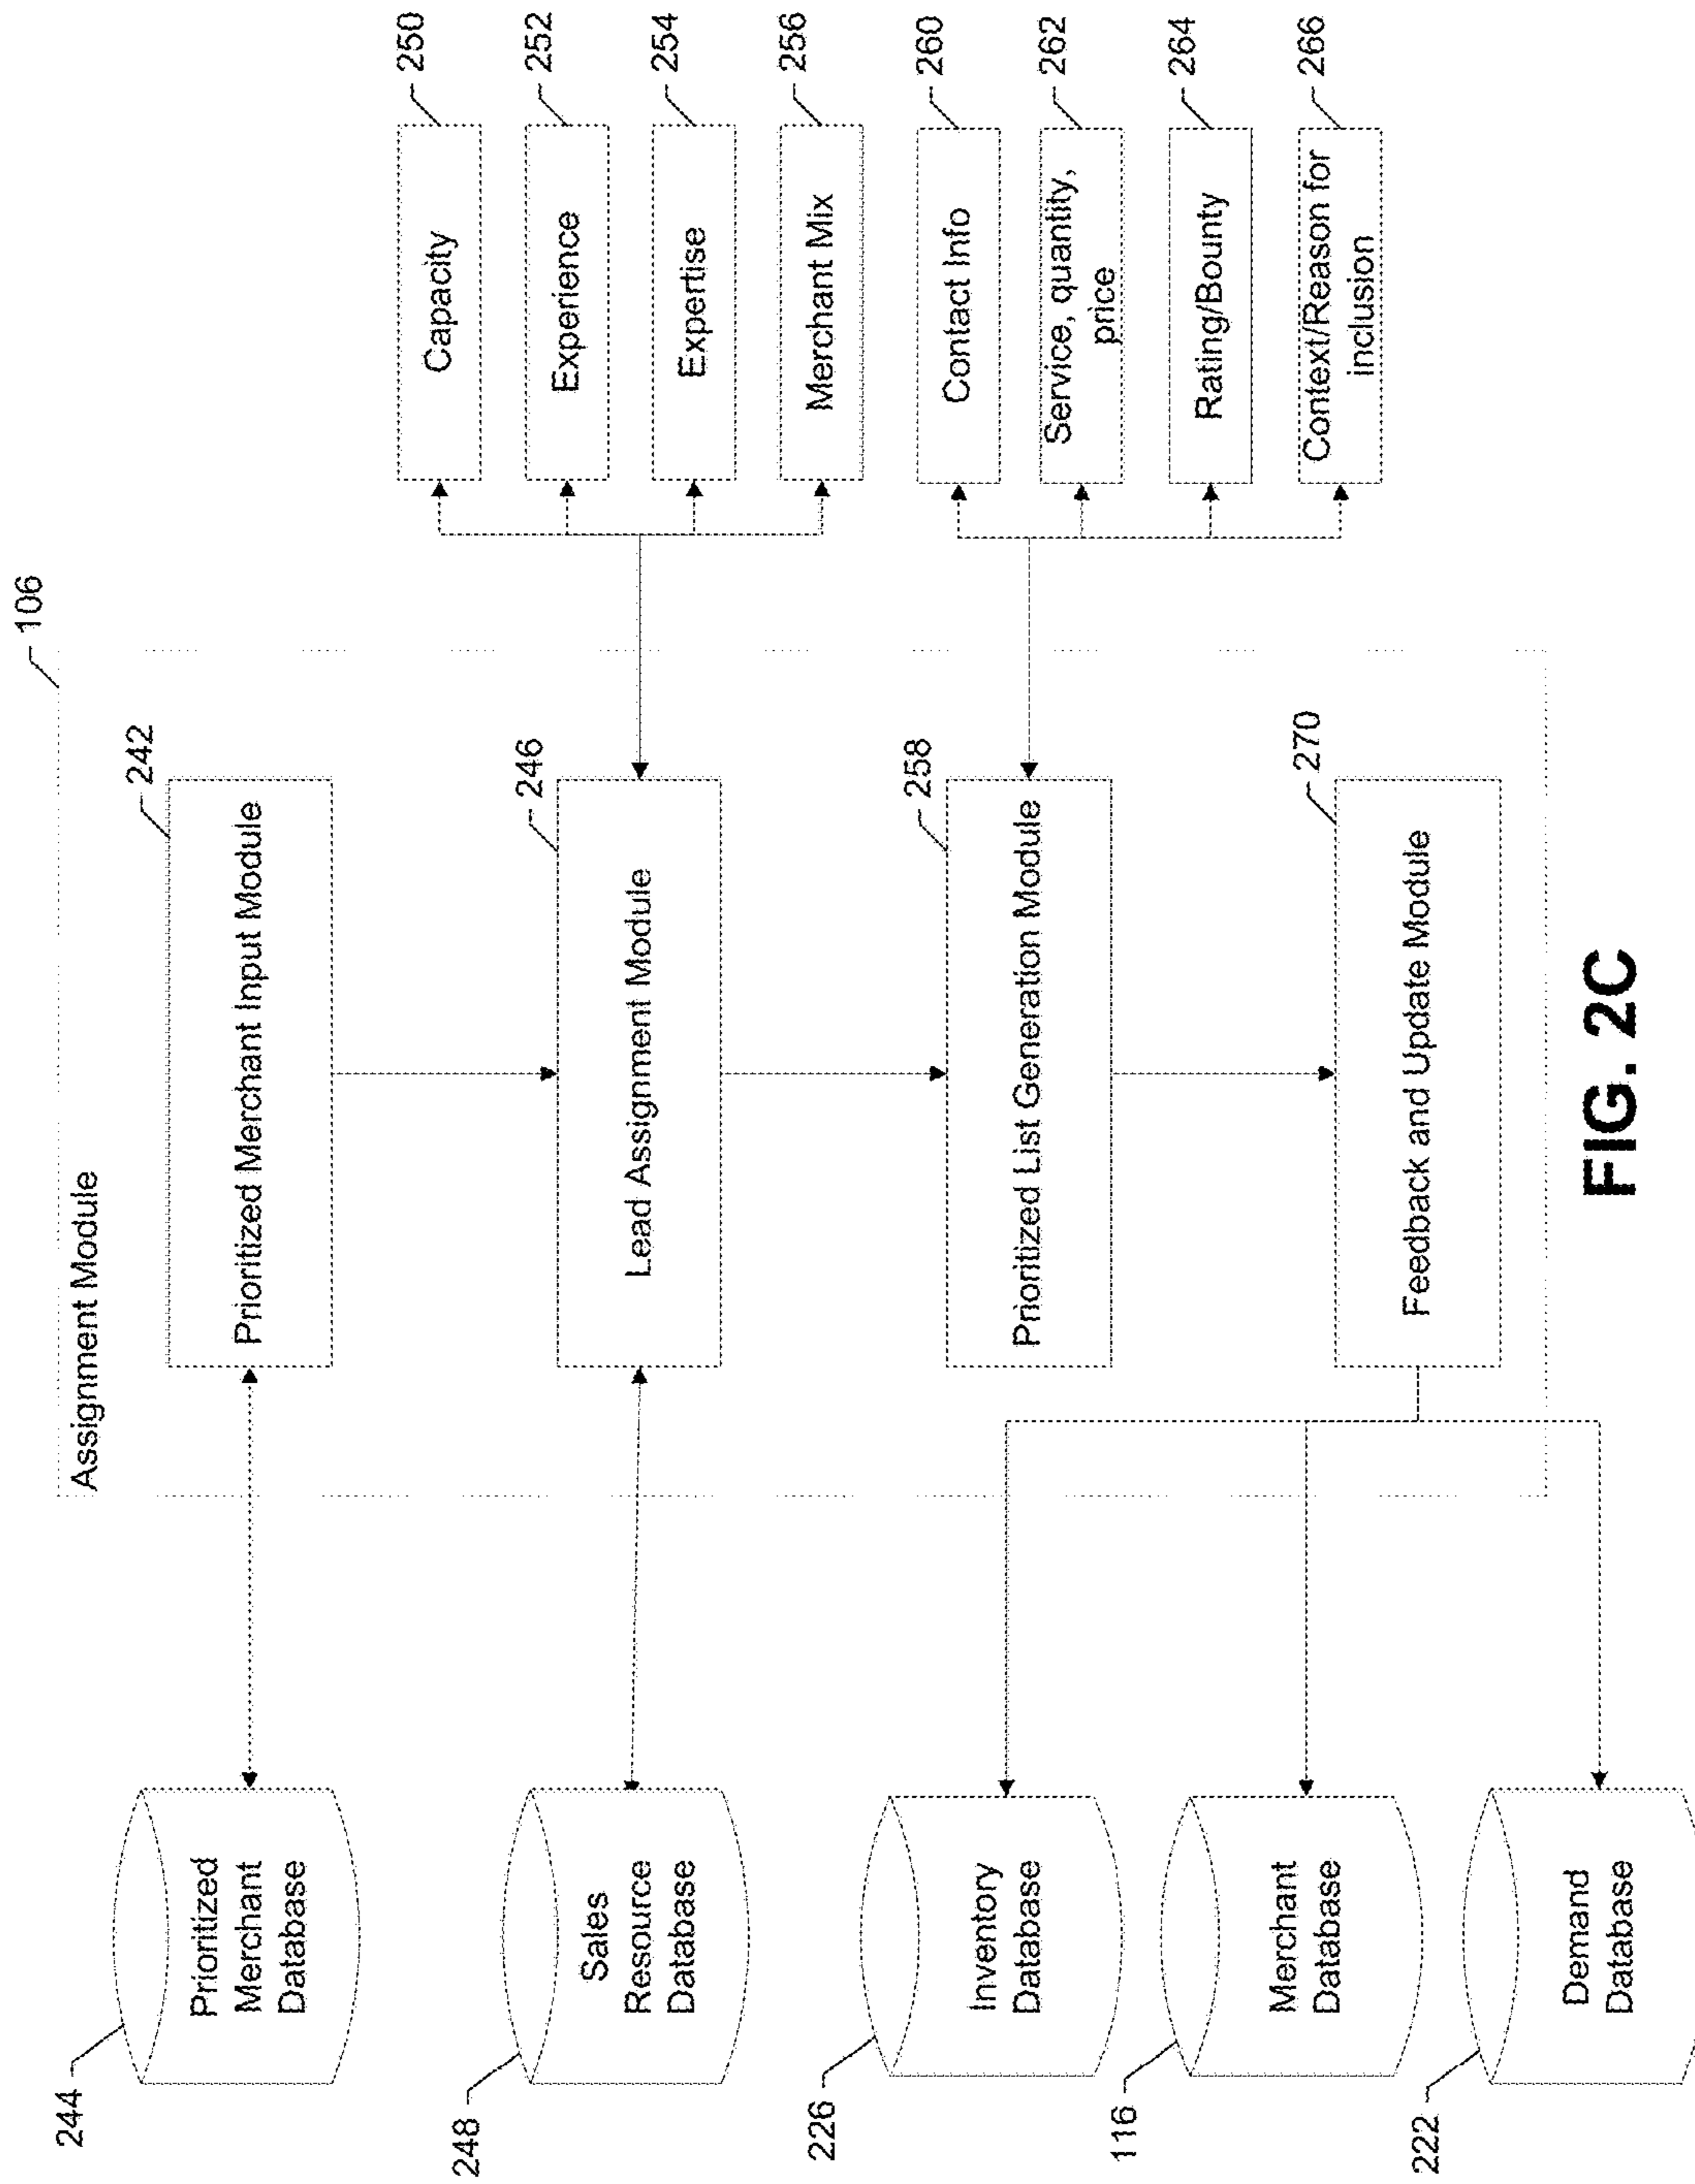 106
Assignment Module
244
Prioritized
Merchant
Database
242
Prioritized Merchant Input Module
248
Sales
Resource
Database
246
Lead Assignment Module
250
Capacity
252
Experience
254
Expertise
256
Merchant Mix
226
Inventory
Database
258
Prioritized List Generation Module
260
Contact Info
262
Service, quantity,
price
264
Rating/Bounty
266
Context/Reason for
inclusion
116
Merchant
Database
270
Feedback and Update Module
222
Demand
Database
FIG. 2C